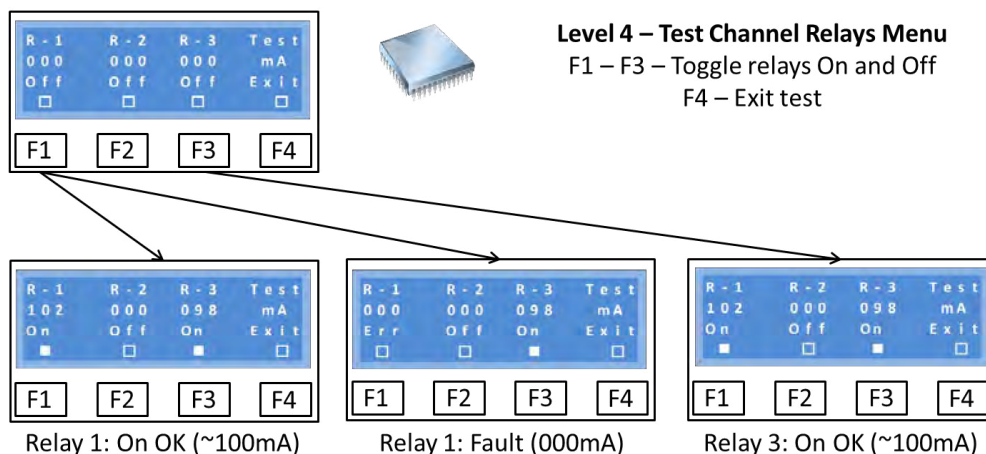 R-1 R-2 R-3 Test
000 000 000 mA
Off Off Off Exit
F1 F2 F3 F4
Level 4 – Test Channel Relays Menu
F1 – F3 – Toggle relays On and Off
F4 – Exit test
R-1 R-2 R-3 Test
102 000 098 mA
On Off On Exit
F1 F2 F3 F4
Relay 1: On OK (~100mA)
R-1 R-2 R-3 Test
000 000 098 mA
Err Off On Exit
F1 F2 F3 F4
Relay 1: Fault (000mA)
R-1 R-2 R-3 Test
102 000 098 mA
On Off On Exit
F1 F2 F3 F4
Relay 3: On OK (~100mA)